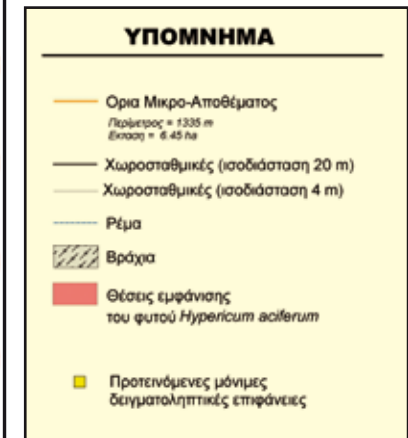 ΥΠΟΜΝΗΜΑ
Ορια Μικρο-Αποθέματος
Περίμετρος = 1335 m
Εκταση = 6.45 ha
Χωροσταθμικές (ισοδιάσταση 20 m)
Χωροσταθμικές (ισοδιάσταση 4 m)
Ρέμα
Βράχια
Θέσεις εμφάνισης
του φυτού Hypericum aciferum
Προτεινόμενες μόνιμες
δειγματοληπτικές επιφάνειες